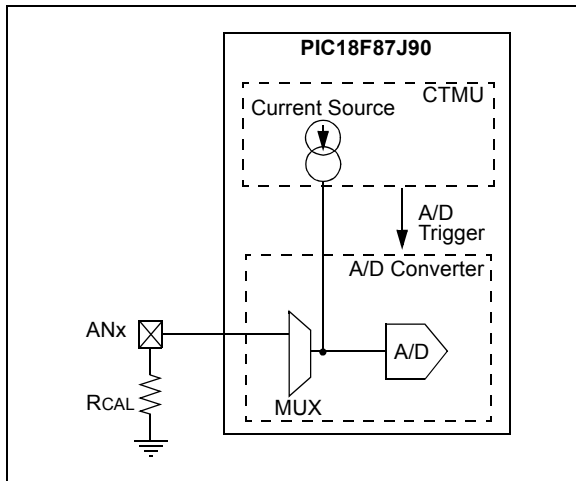 PIC18F87J90
CTMU
Current Source
A/D
Trigger
A/D Converter
ANx
A/D
RCAL
MUX